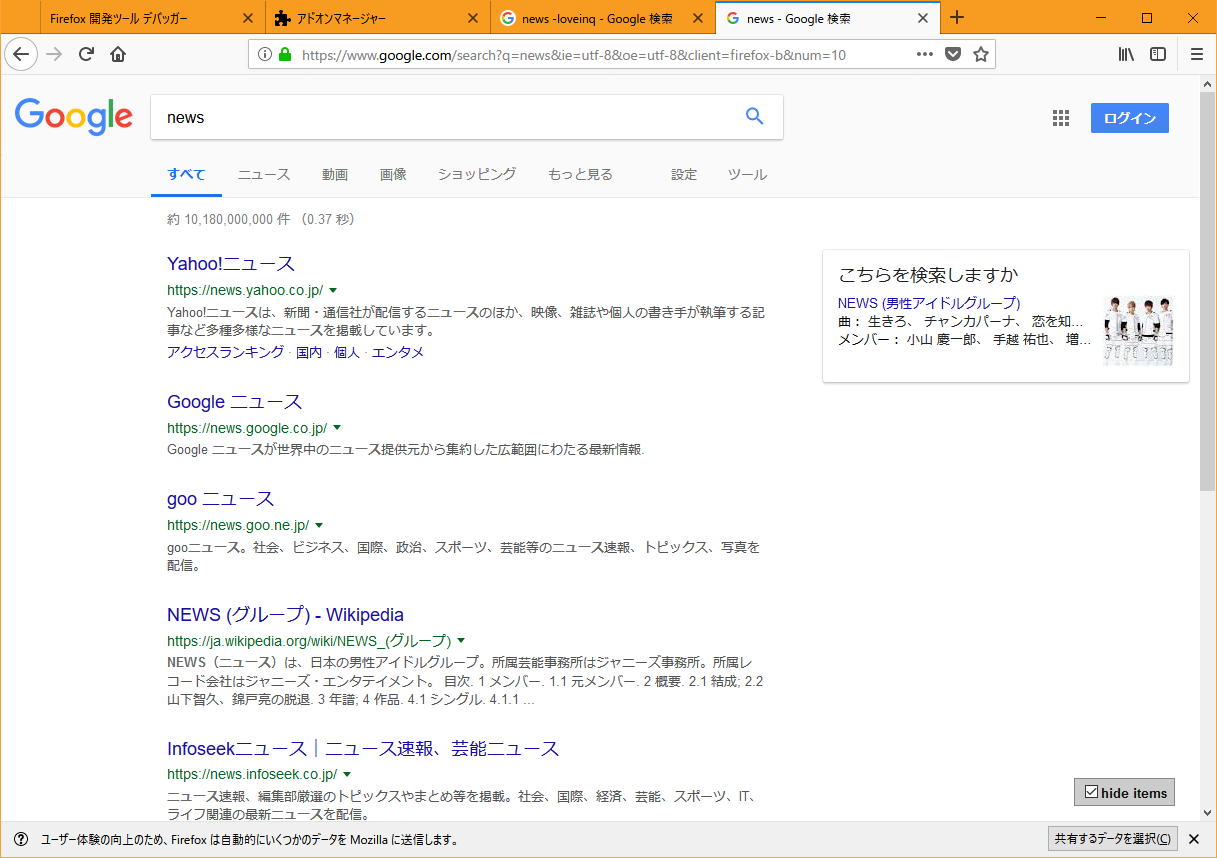 Firefox 開発ツール デバッガー
アドオンマネージャー
news -loveinq - Google 検索
news - Google 検索
https://www.google.com/search?q=news&ie=utf-8&oe=utf-8&client=firefox-b&num=10
Google
news
ログイン
すべて ニュース 動画 画像 ショッピング もっと見る 設定 ツール
約 10,180,000,000 件 （0.37 秒）
Yahoo!ニュース
https://news.yahoo.co.jp/
Yahoo!ニュースは、新聞・通信社が配信するニュースのほか、映像、雑誌や個人の書き手が執筆する記
事など多種多様なニュースを掲載しています。
アクセスランキング · 国内 · 個人 · エンタメ
Google ニュース
https://news.google.co.jp/
Google ニュースが世界中のニュース提供元から集約した広範囲にわたる最新情報.
goo ニュース
https://news.goo.ne.jp/
gooニュース。社会、ビジネス、国際、政治、スポーツ、芸能等のニュース速報、トピックス、写真を
配信。
NEWS (グループ) - Wikipedia
https://ja.wikipedia.org/wiki/NEWS_(グループ)
NEWS（ニュース）は、日本の男性アイドルグループ。所属芸能事務所はジャニーズ事務所。所属レ
コード会社はジャニーズ・エンタテイメント。 目次. 1 メンバー. 1.1 元メンバー. 2 概要. 2.1 結成; 2.2
山下智久、錦戸亮の脱退. 3 年譜; 4 作品. 4.1 シングル. 4.1.1 ...
Infoseekニュース｜ニュース速報、芸能ニュース
https://news.infoseek.co.jp/
ニュース速報、編集部厳選のトピックスやまとめ等を掲載。社会、国際、経済、芸能、スポーツ、IT、
ライフ関連の最新ニュースを配信。
こちらを検索しますか
NEWS (男性アイドルグループ)
曲： 生きろ、 チャンカパーナ、 恋を知...
メンバー： 小山 慶一郎、 手越 祐也、 増...
hide items
ユーザー体験の向上のため、Firefox は自動的にいくつかのデータを Mozilla に送信します。
共有するデータを選択(C)